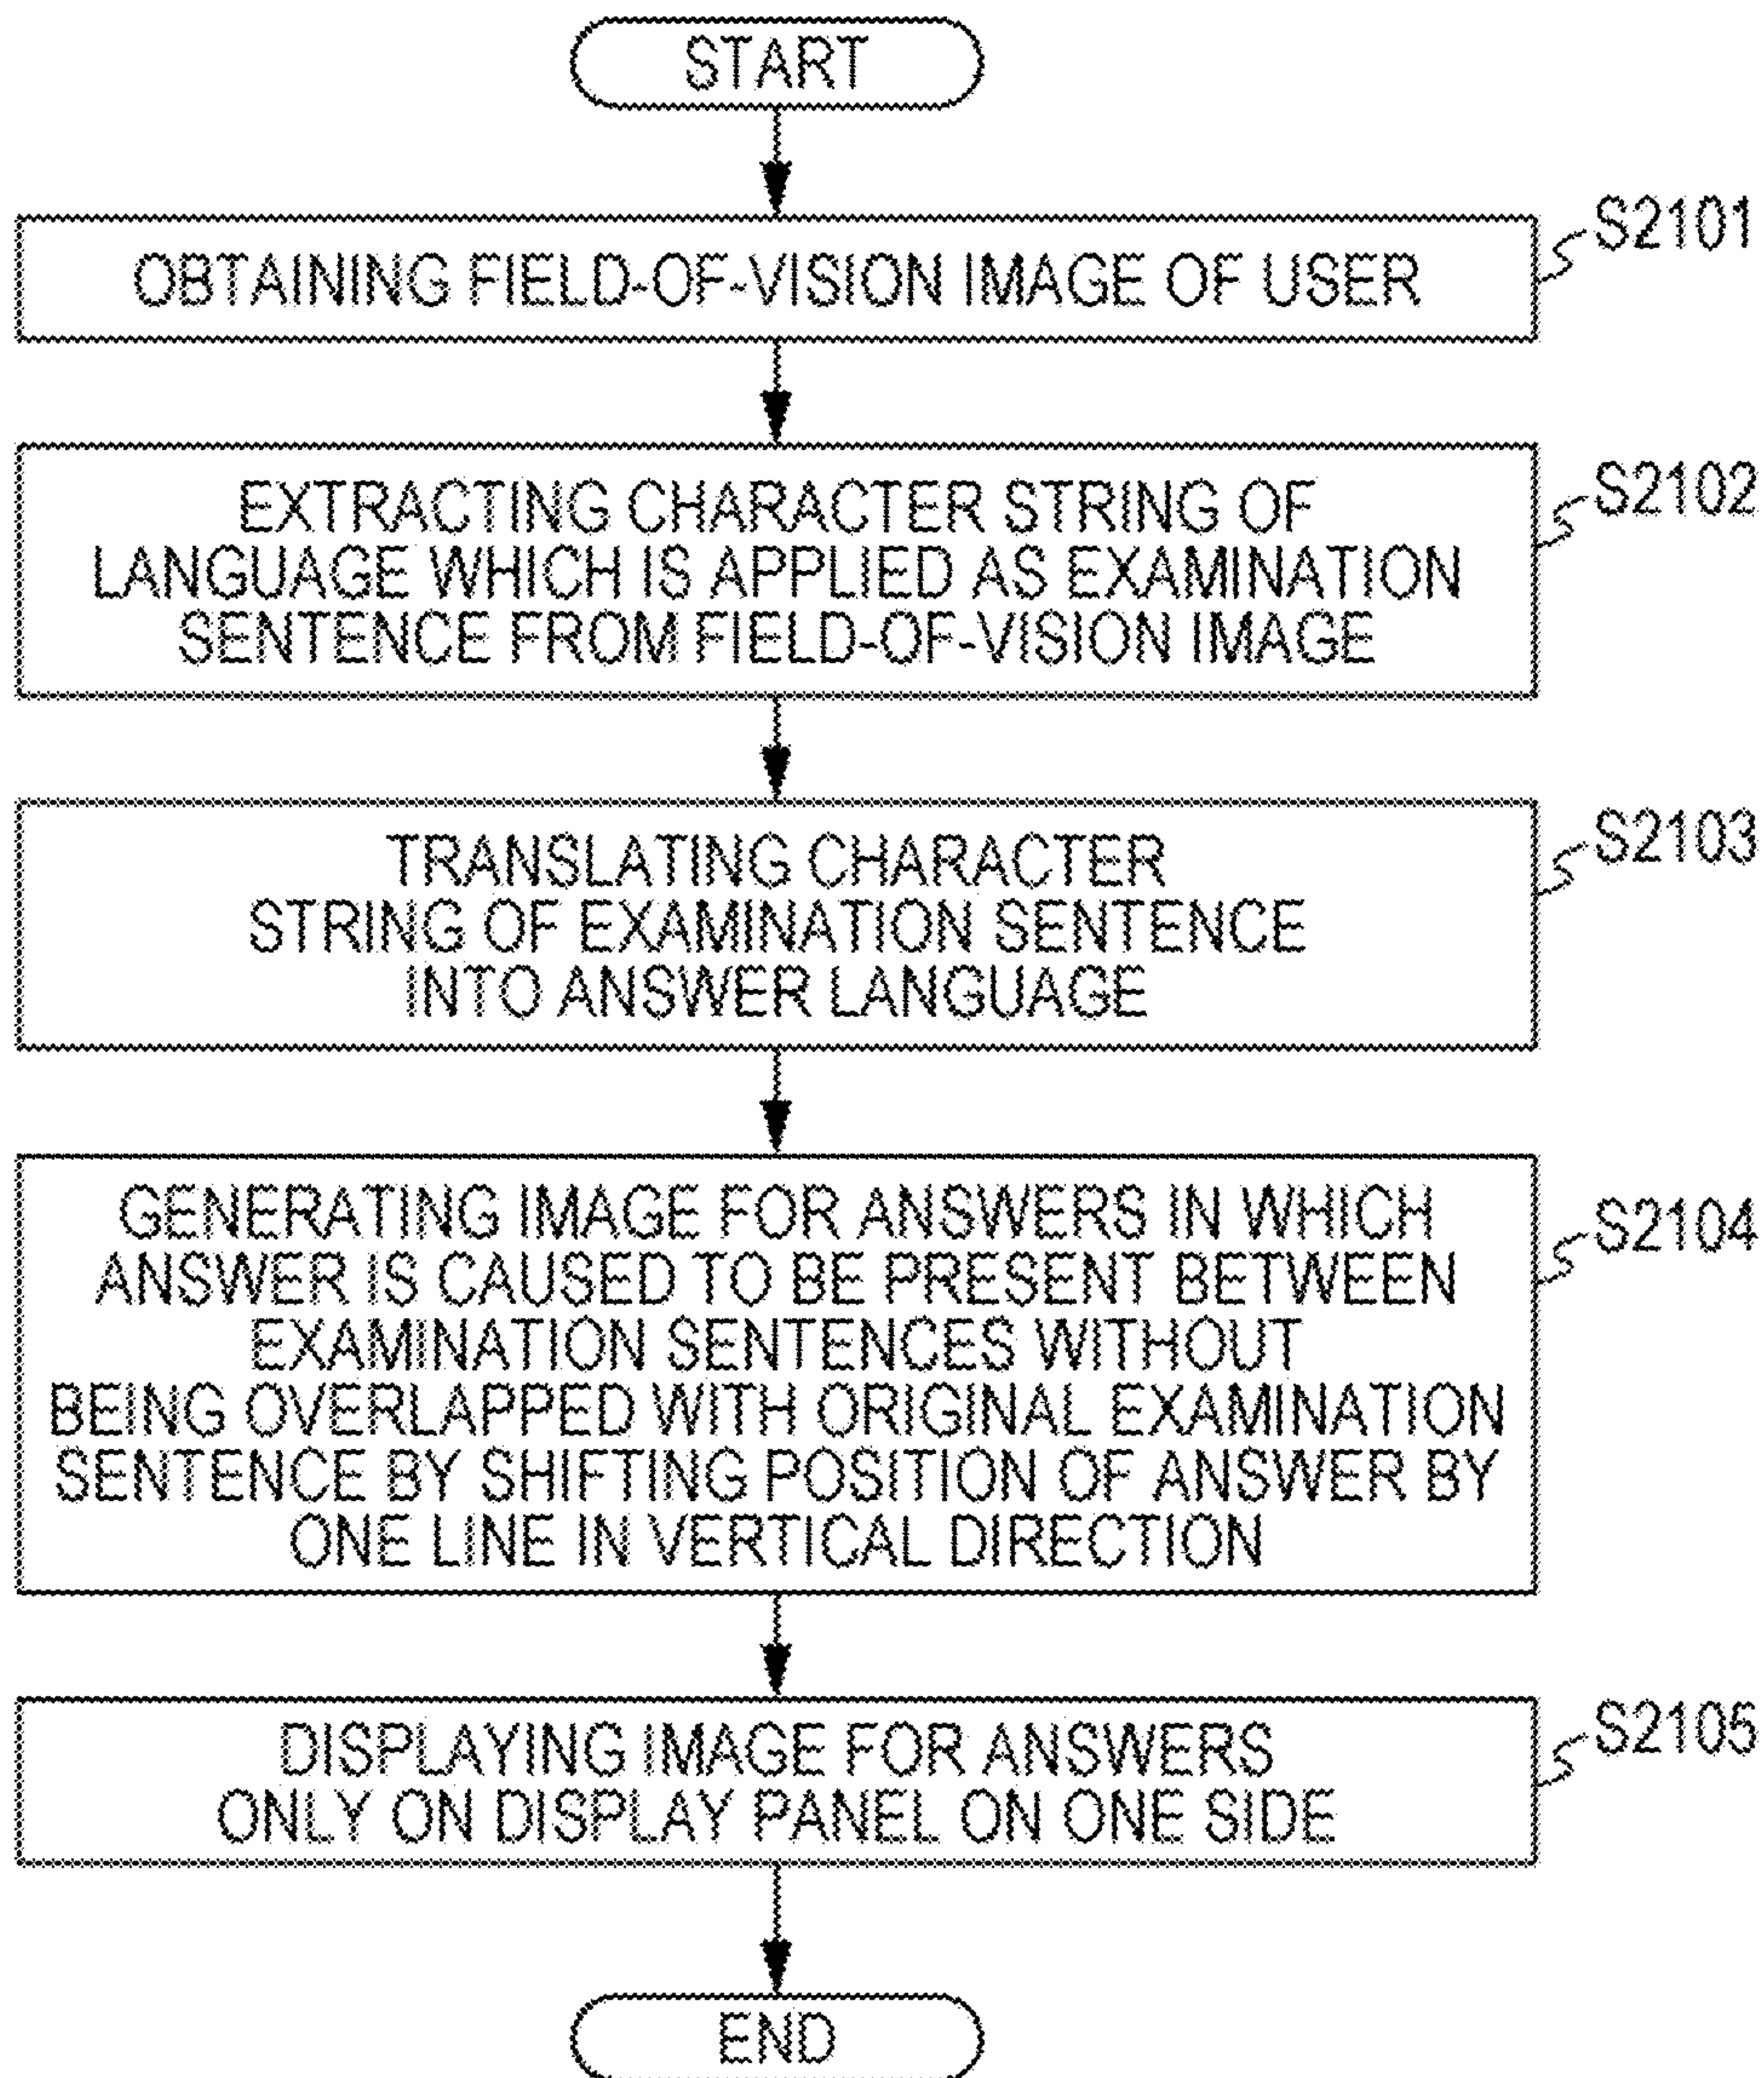 START
S2101
OBTAINING FIELD-OF-VISION IMAGE OF USER
S2102
EXTRACTING CHARACTER STRING OF
LANGUAGE WHICH IS APPLIED AS EXAMINATION
SENTENCE FROM FIELD-OF-VISION IMAGE
S2103
TRANSLATING CHARACTER
STRING OF EXAMINATION SENTENCE
INTO ANSWER LANGUAGE
S2104
GENERATING IMAGE FOR ANSWERS IN WHICH
ANSWER IS CAUSED TO BE PRESENT BETWEEN
EXAMINATION SENTENCES WITHOUT
BEING OVERLAPPED WITH ORIGINAL EXAMINATION
SENTENCE BY SHIFTING POSITION OF ANSWER BY
ONE LINE IN VERTICAL DIRECTION
S2105
DISPLAYING IMAGE FOR ANSWERS
ONLY ON DISPLAY PANEL ON ONE SIDE
END